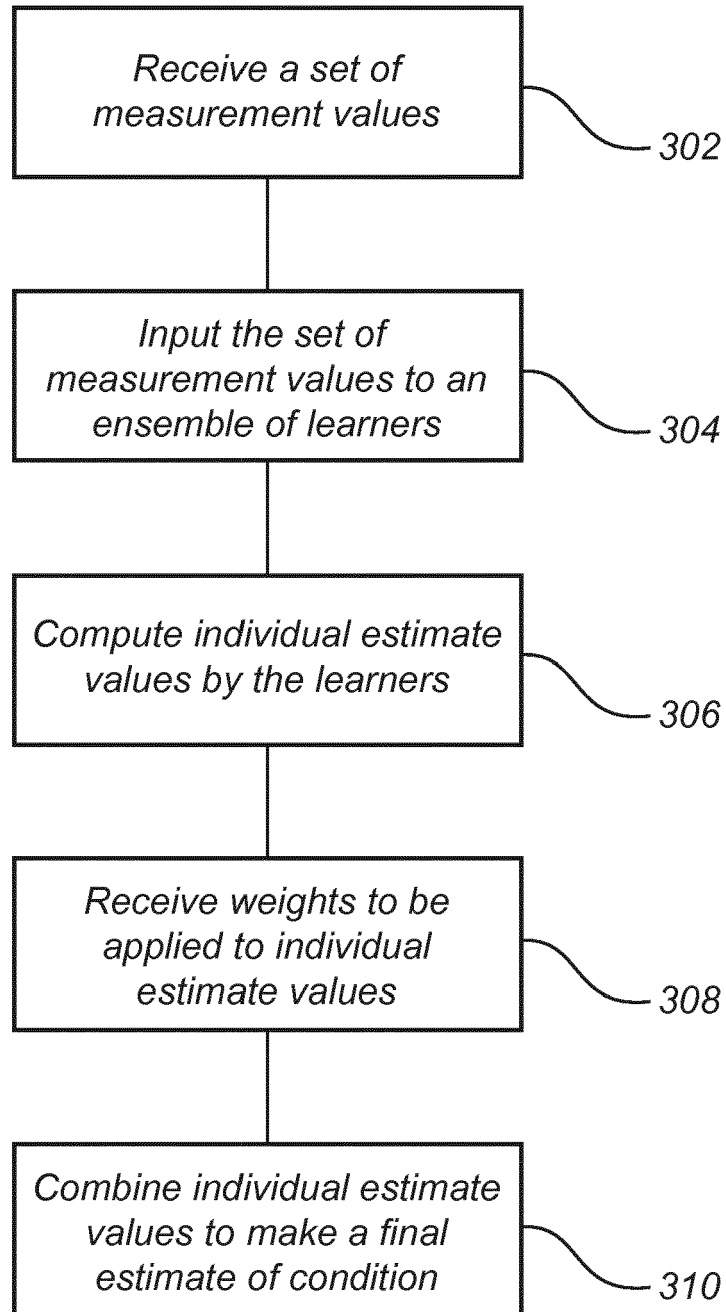 Receive a set of
measurement values
302
Input the set of
measurement values to an
ensemble of learners
304
Compute individual estimate
values by the learners
306
Receive weights to be
applied to individual
estimate values
308
Combine individual estimate
values to make a final
estimate of condition
310